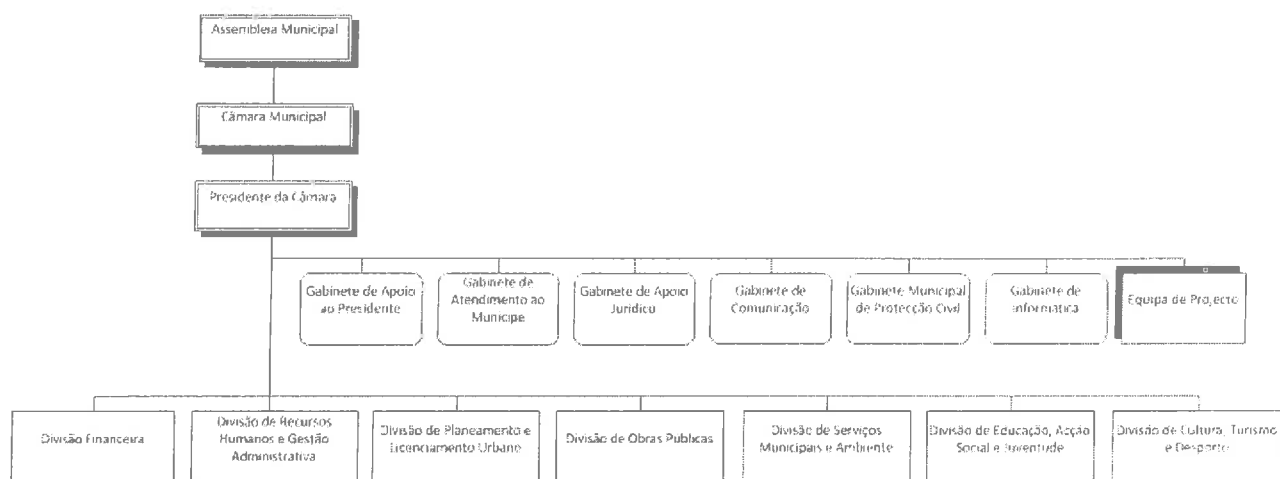 Assembleia Municipal
Câmara Municipal
Presidente da Câmara
Gabinete de Apoio
ao Presidente
Gabinete de
Atendimento ao
Munícipe
Gabinete de Apoio
Jurídico
Gabinete de
Comunicação
Gabinete Municipal
de Protecção Civil
Gabinete de
Informática
Equipa de Projecto
Divisão Financeira
Divisão de Recursos
Humanos e Gestão
Administrativa
Divisão de Planeamento e
Licenciamento Urbano
Divisão de Obras Publicas
Divisão de Serviços
Municipais e Ambiente
Divisão de Educação, Acção
Social e Juventude
Divisão de Cultura, Turismo
e Desporto